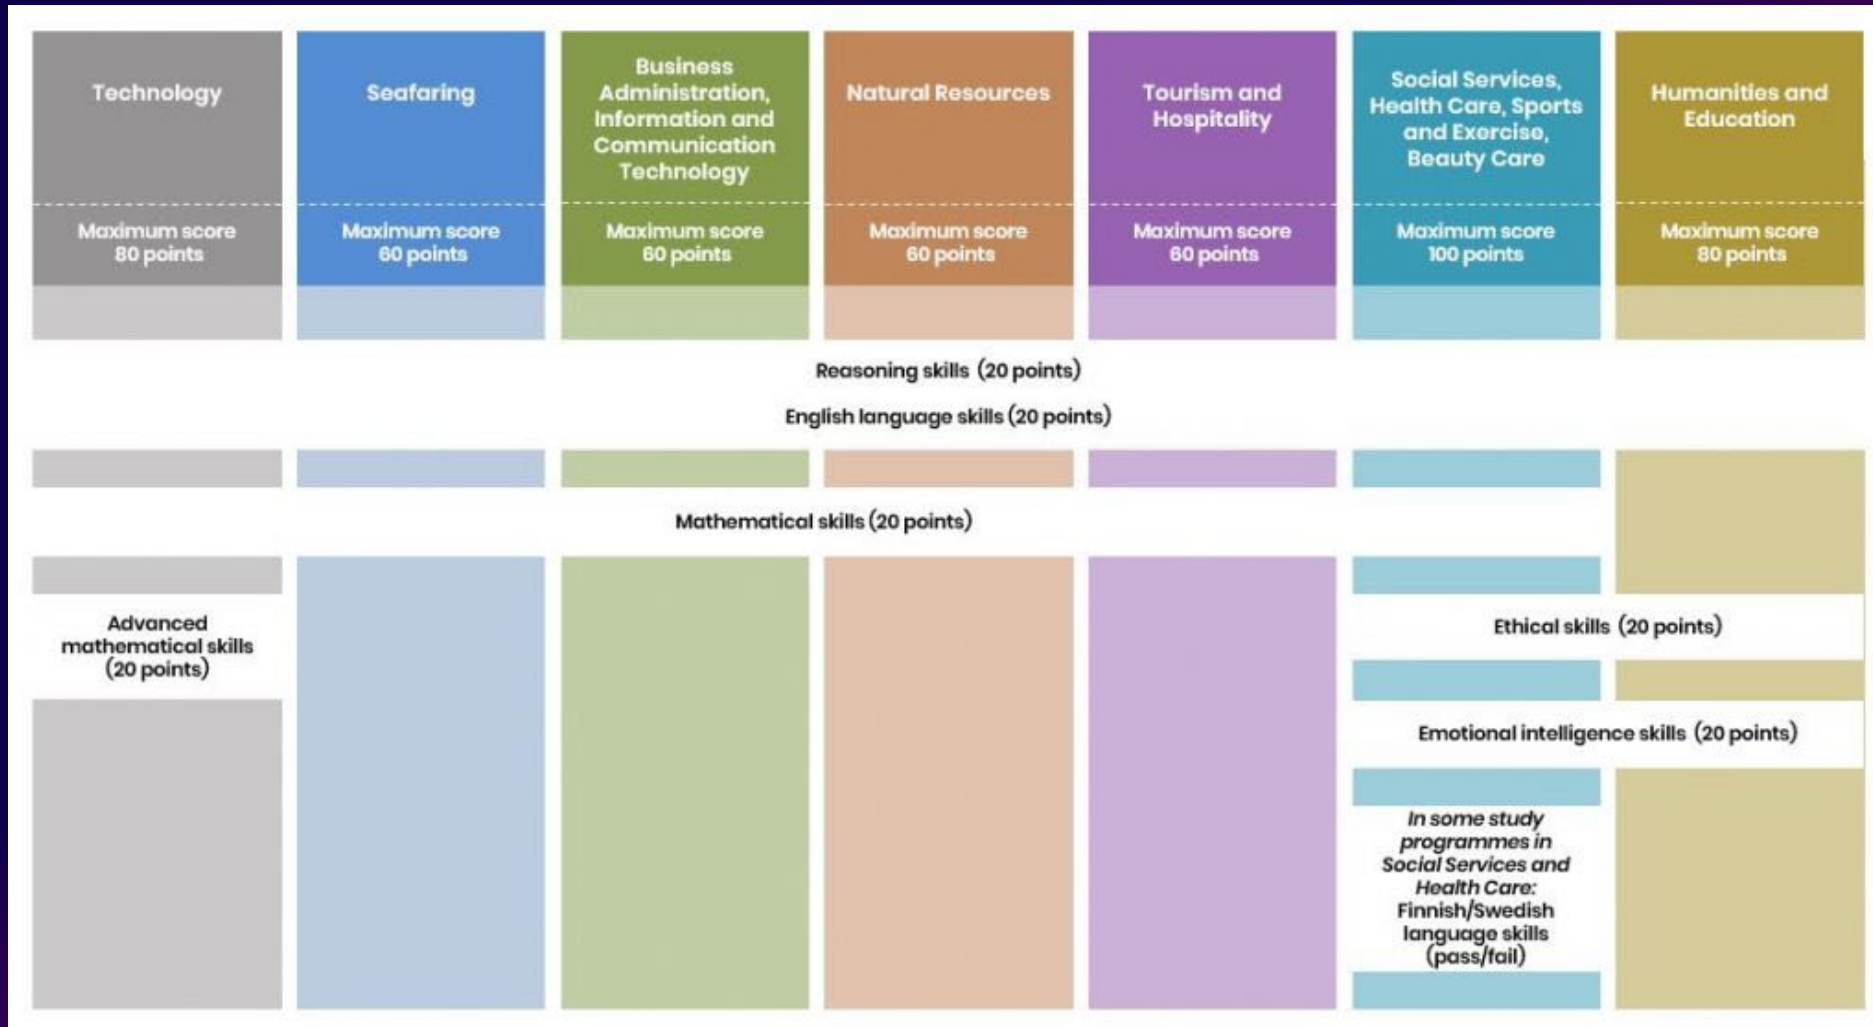 Technology
Maximum score
80 points
Seafaring
Maximum score
60 points
Business
Administration,
Information and
Communication
Technology
Maximum score
60 points
Natural Resources
Maximum score
60 points
Tourism and
Hospitality
Maximum score
60 points
Social Services,
Health Care, Sports
and Exercise,
Beauty Care
Maximum score
100 points
Humanities and
Education
Maximum score
80 points
Reasoning skills (20 points)
English language skills (20 points)
Mathematical skills (20 points)
Advanced
mathematical skills
(20 points)
Ethical skills (20 points)
Emotional intelligence skills (20 points)
In some study
programmes in
Social Services and
Health Care:
Finnish/Swedish
language skills
(pass/fail)